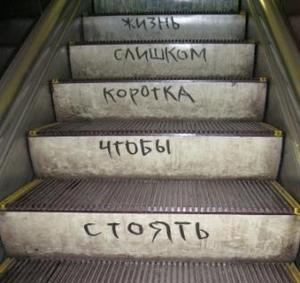 жизнь
слишком
коротка
чтобы
стоять